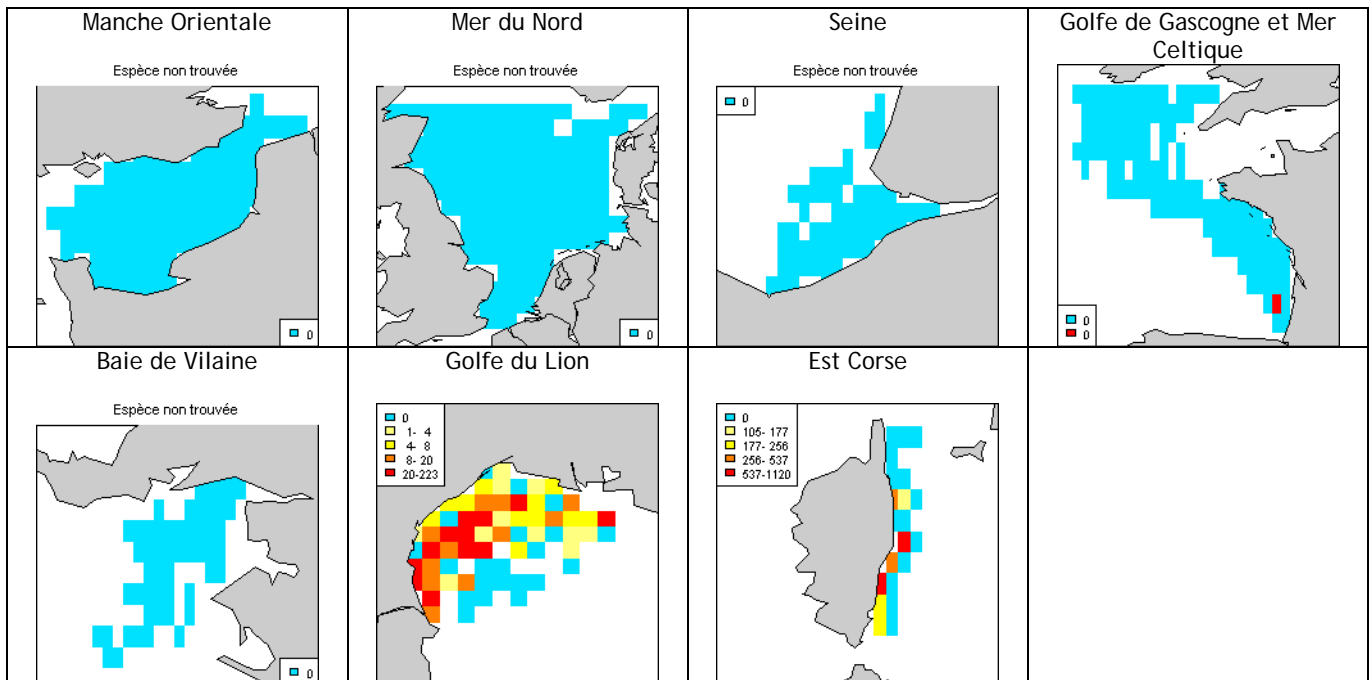 Manche Orientale
Espèce non trouvée
0
Mer du Nord
Espèce non trouvée
0
Seine
Espèce non trouvée
0
Golfe de Gascogne et Mer
Celtique
0
0
Baie de Vilaine
Espèce non trouvée
0
Golfe du Lion
0
1- 4
4- 8
8- 20
20-223
Est Corse
0
105- 177
177- 256
256- 537
537-1120